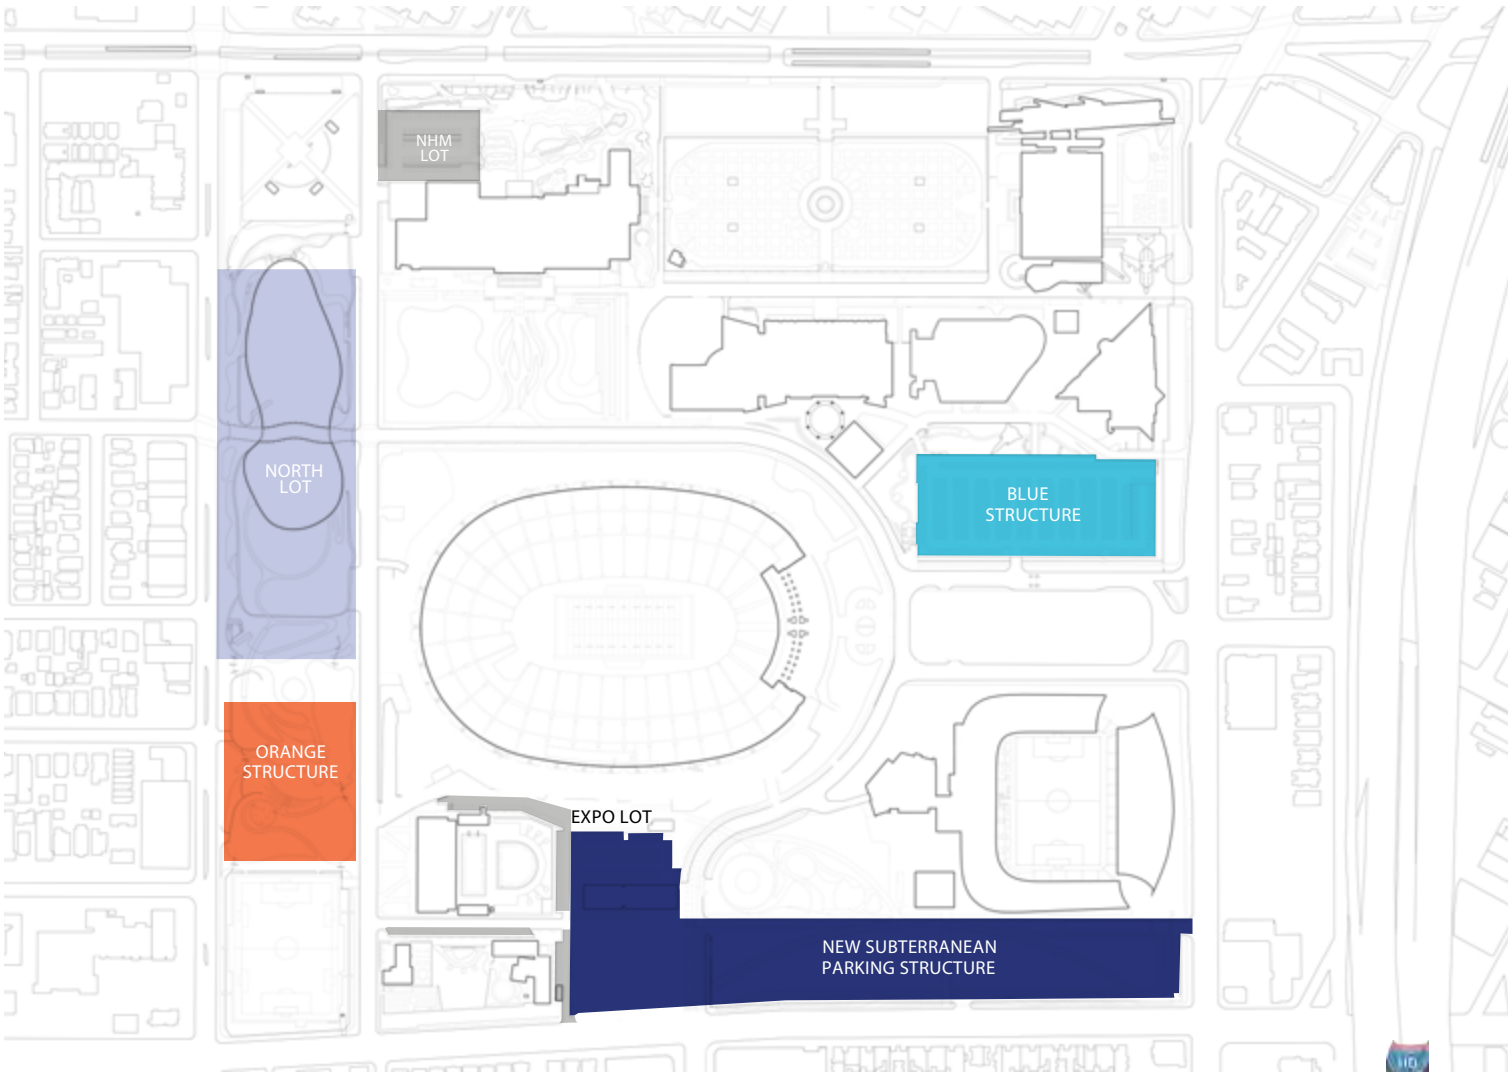 NHM
LOT
NORTH
LOT
BLUE
STRUCTURE
ORANGE
STRUCTURE
EXPO LOT
NEW SUBTERRANEAN
PARKING STRUCTURE
110